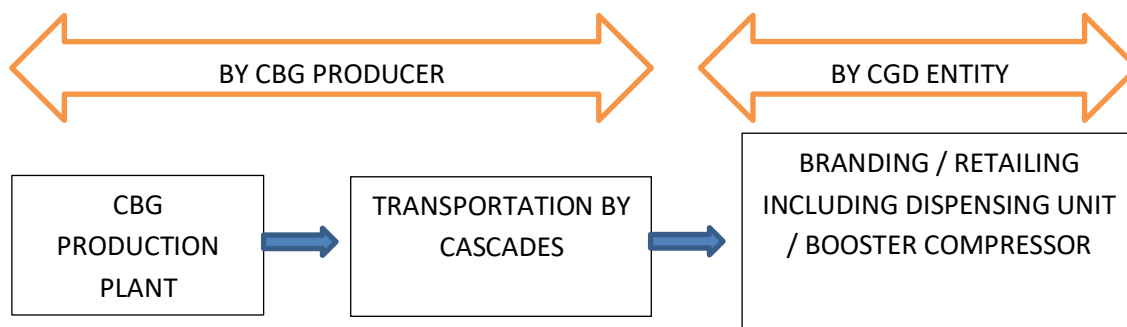 BY CBG PRODUCER
BY CGD ENTITY
CBG
PRODUCTION
PLANT
TRANSPORTATION BY
CASCADES
BRANDING / RETAILING
INCLUDING DISPENSING UNIT
/ BOOSTER COMPRESSOR